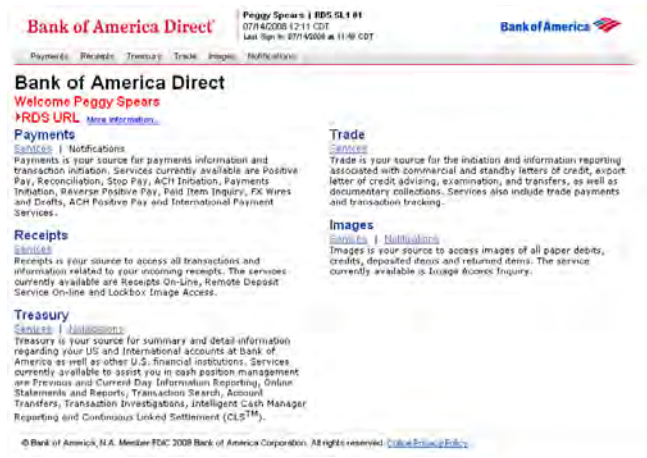 Bank of America Direct
Peggy Spears | RDS SL1 01
07/14/2008 12:11 CDT
Last Sign In: 07/14/2008 at 11:49 CDT
Bank of America
Payments Receipts Treasury Trade Images Notifications
Bank of America Direct
Welcome Peggy Spears
RDS URL More information...
Payments
Services | Notifications
Payments is your source for payments information and
transaction initiation. Services currently available are Positive
Pay, Reconciliation, Stop Pay, ACH Initiation, Payments
Initiation, Reverse Positive Pay, Paid Item Inquiry, FX Wires
and Drafts, ACH Positive Pay and International Payment
Services.
Receipts
Services
Receipts is your source to access all transactions and
information related to your incoming receipts. The services
currently available are Receipts On-Line, Remote Deposit
Service On-line and Lockbox Image Access.
Treasury
Services | Notifications
Treasury is your source for summary and detail information
regarding your US and International accounts at Bank of
America as well as other U.S. financial institutions. Services
currently available to assist you in cash position management
are Previous and Current Day Information Reporting, Online
Statements and Reports, Transaction Search, Account
Transfers, Transaction Investigations, Intelligent Cash Manager
Reporting and Continuous Linked Settlement (CLS™).
Trade
Services
Trade is your source for the initiation and information reporting
associated with commercial and standby letters of credit, export
letter of credit advising, examination, and transfers, as well as
documentary collections. Services also include trade payments
and transaction tracking.
Images
Services | Notifications
Images is your source to access images of all paper debits,
credits, deposited items and returned items. The service
currently available is Image Access Inquiry.
© Bank of America, N.A. Member FDIC 2008 Bank of America Corporation. All rights reserved. Online Privacy Policy